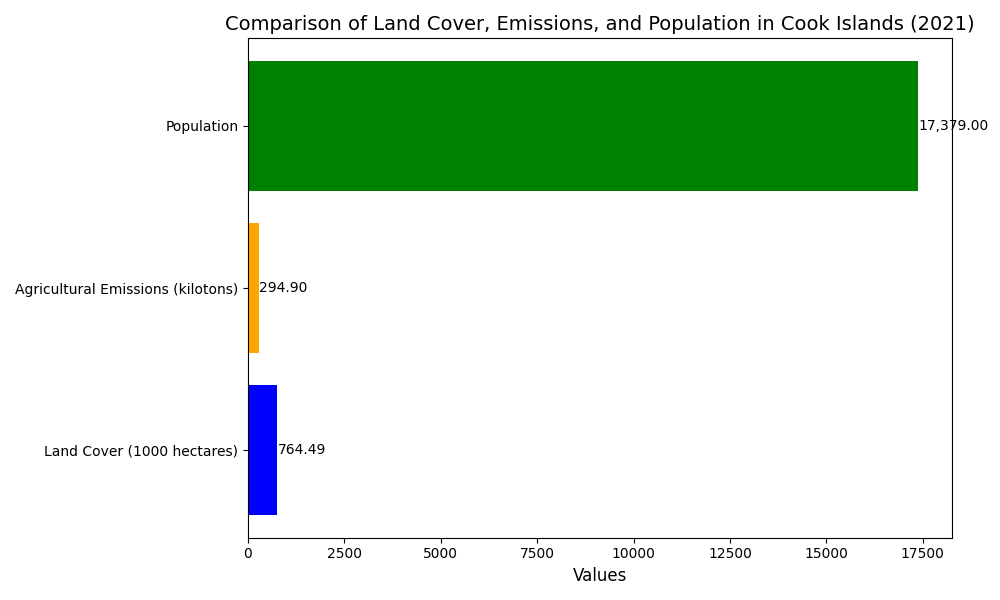 Comparison of Land Cover, Emissions, and Population in Cook Islands (2021)
Population
17,379.00
Agricultural Emissions (kilotons)
294.90
Land Cover (1000 hectares)
764.49
0 2500 5000 7500 10000 12500 15000 17500
Values